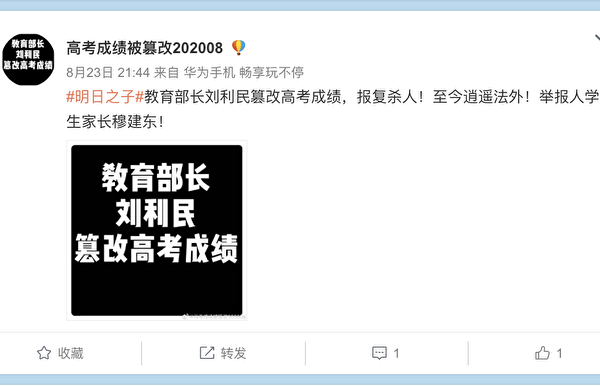 教育部长
刘利民
篡改高考成绩
高考成绩被篡改202008
8月23日 21:44 来自 华为手机 畅享玩不停
#明日之子#教育部长刘利民篡改高考成绩，报复杀人！至今逍遥法外！举报人学
生家长穆建东！
教育部长
刘利民
篡改高考成绩
收藏
转发
1
1